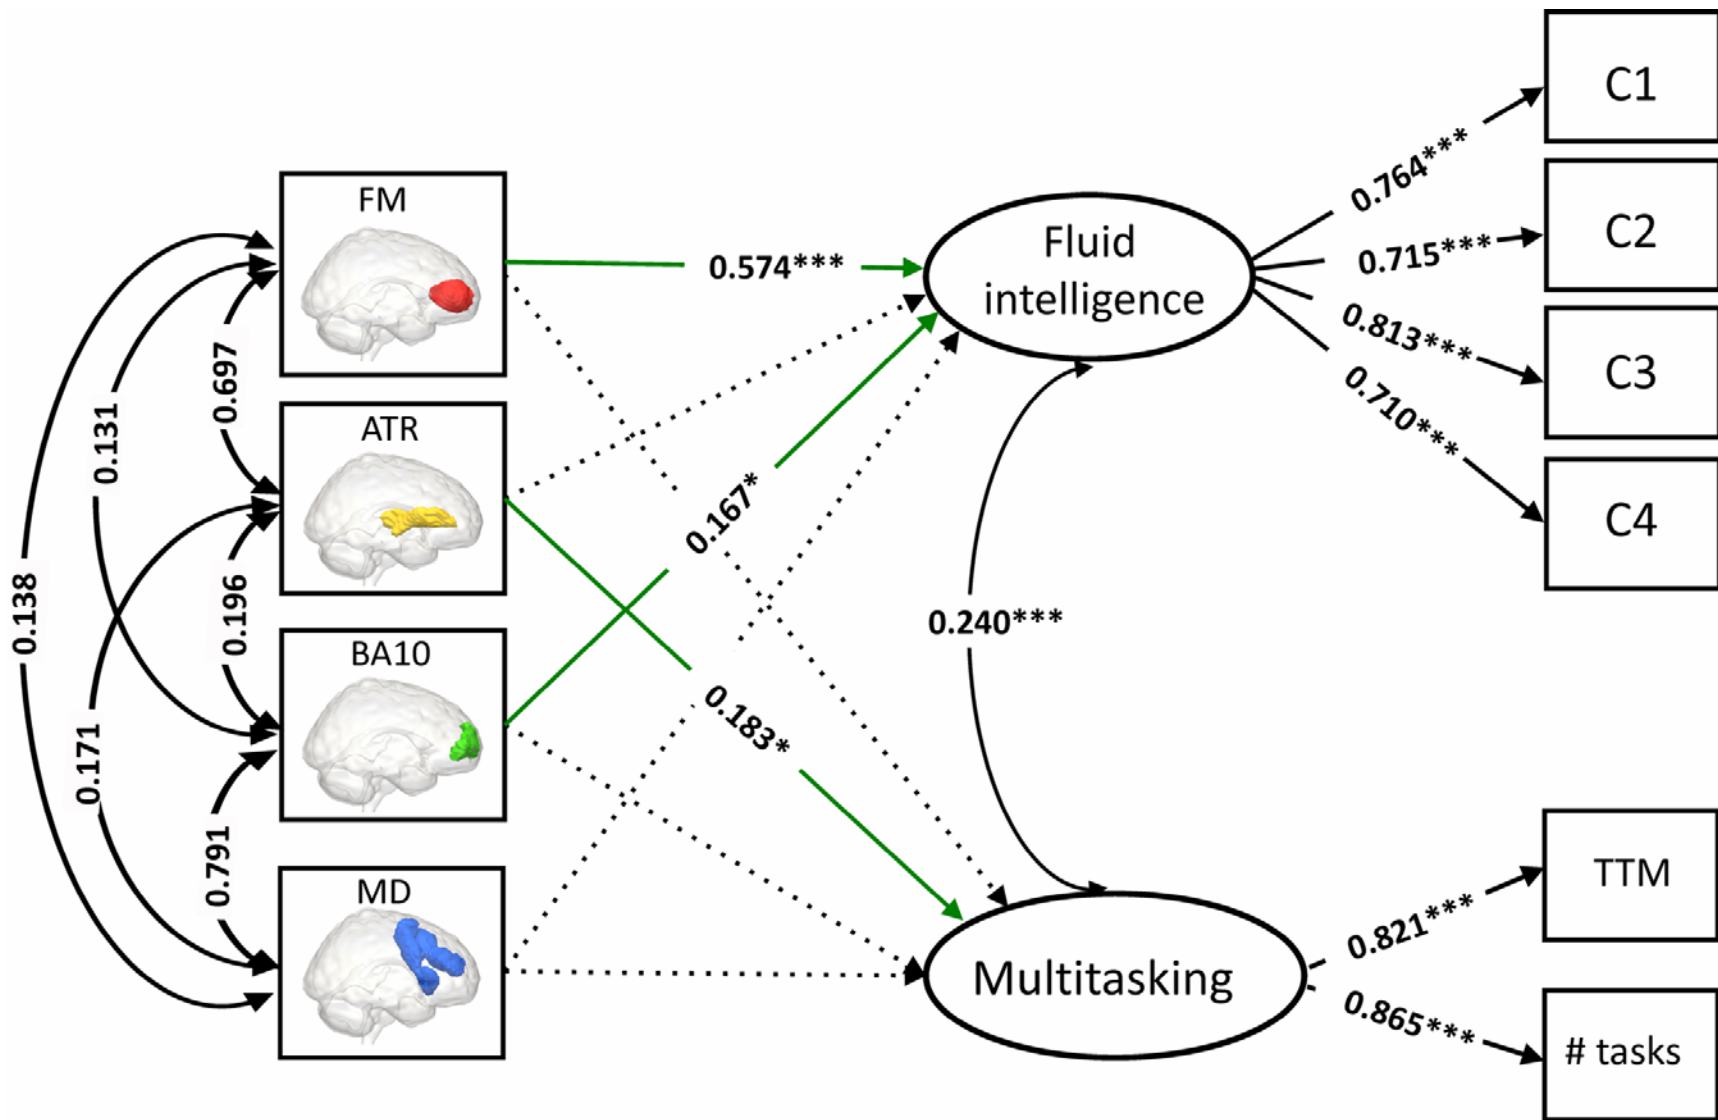 C1
0.764***
FM
C2
Fluid
intelligence
0.574***
0.715***
0.813***
C3
0.697
0.131
ATR
0.710***
0.167*
C4
0.138
0.196
0.240***
BA10
0.183*
0.171
0.791
MD
TTM
0.821***
Multitasking
0.865***
# tasks